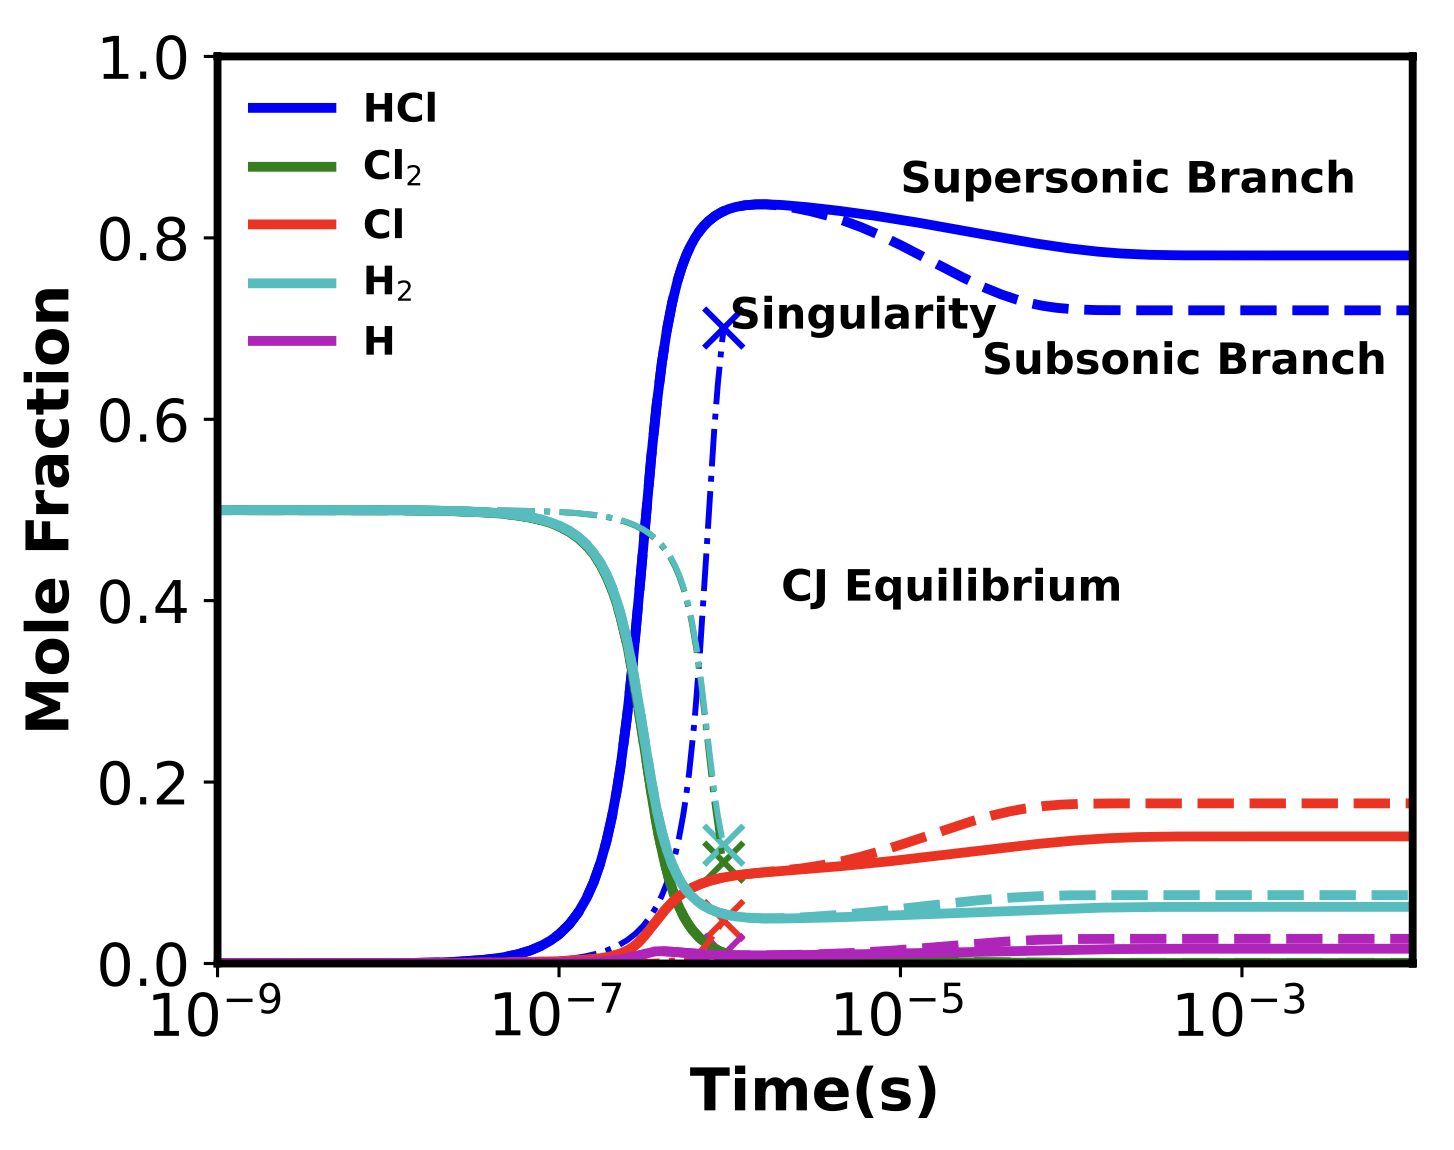 1.0
HCl
Cl₂
Cl
H₂
H
Supersonic Branch
0.8
Singularity
Subsonic Branch
0.6
CJ Equilibrium
0.4
0.2
0.0
Mole Fraction
10⁻⁹
10⁻⁷
10⁻⁵
10⁻³
Time(s)